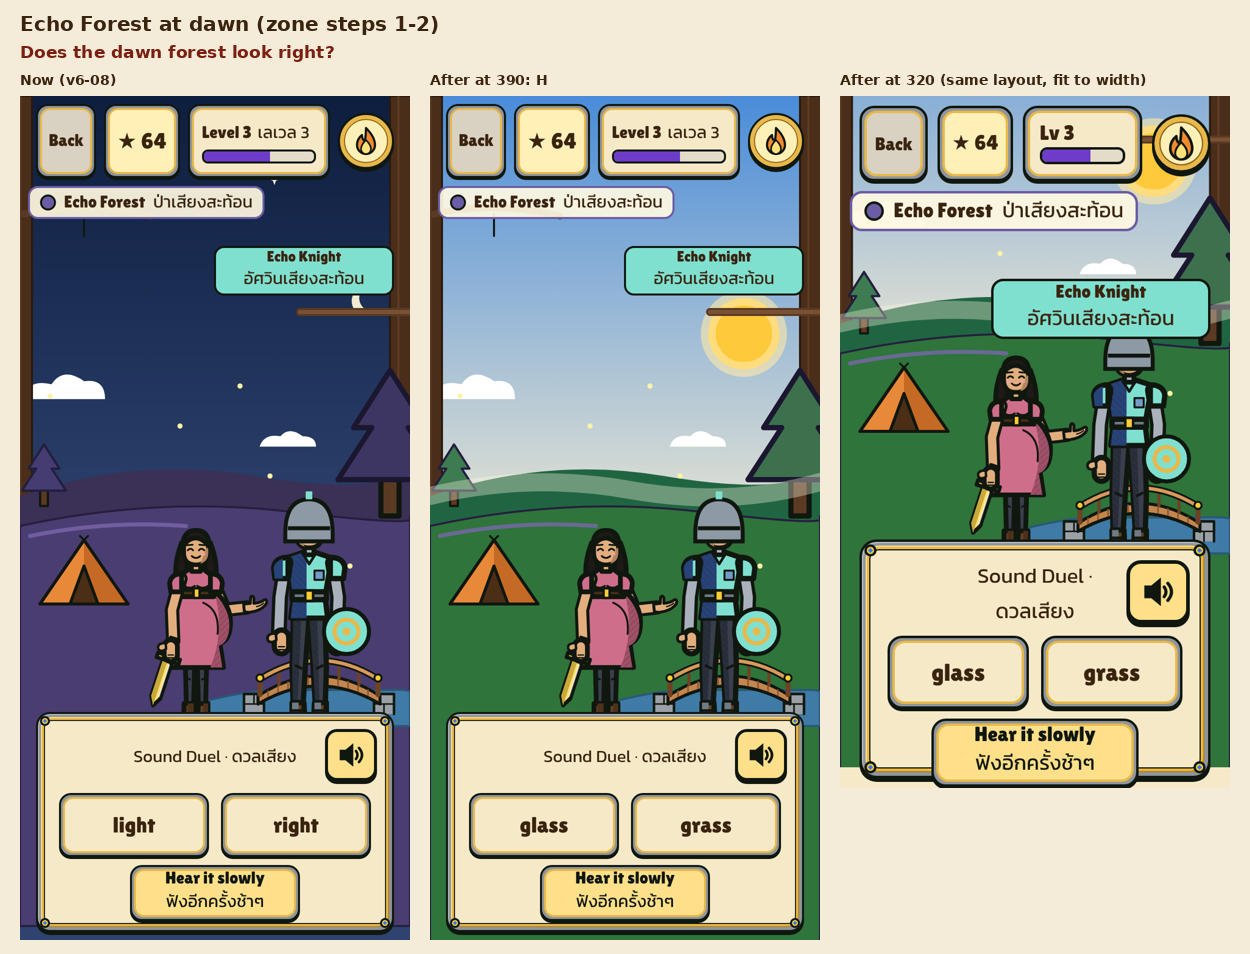 Echo Forest at dawn (zone steps 1-2)
Does the dawn forest look right?
Now (v6-08)
Back
★ 64
Level 3 เลเวล 3
Echo Forest ป่าเสียงสะท้อน
Echo Knight
อัศวินเสียงสะท้อน
Sound Duel · ดวลเสียง
light
right
Hear it slowly
ฟังอีกครั้งช้าๆ
After at 390: H
Back
★ 64
Level 3 เลเวล 3
Echo Forest ป่าเสียงสะท้อน
Echo Knight
อัศวินเสียงสะท้อน
Sound Duel · ดวลเสียง
glass
grass
Hear it slowly
ฟังอีกครั้งช้าๆ
After at 320 (same layout, fit to width)
Back
★ 64
Lv 3
Echo Forest ป่าเสียงสะท้อน
Echo Knight
อัศวินเสียงสะท้อน
Sound Duel ·
ดวลเสียง
glass
grass
Hear it slowly
ฟังอีกครั้งช้าๆ